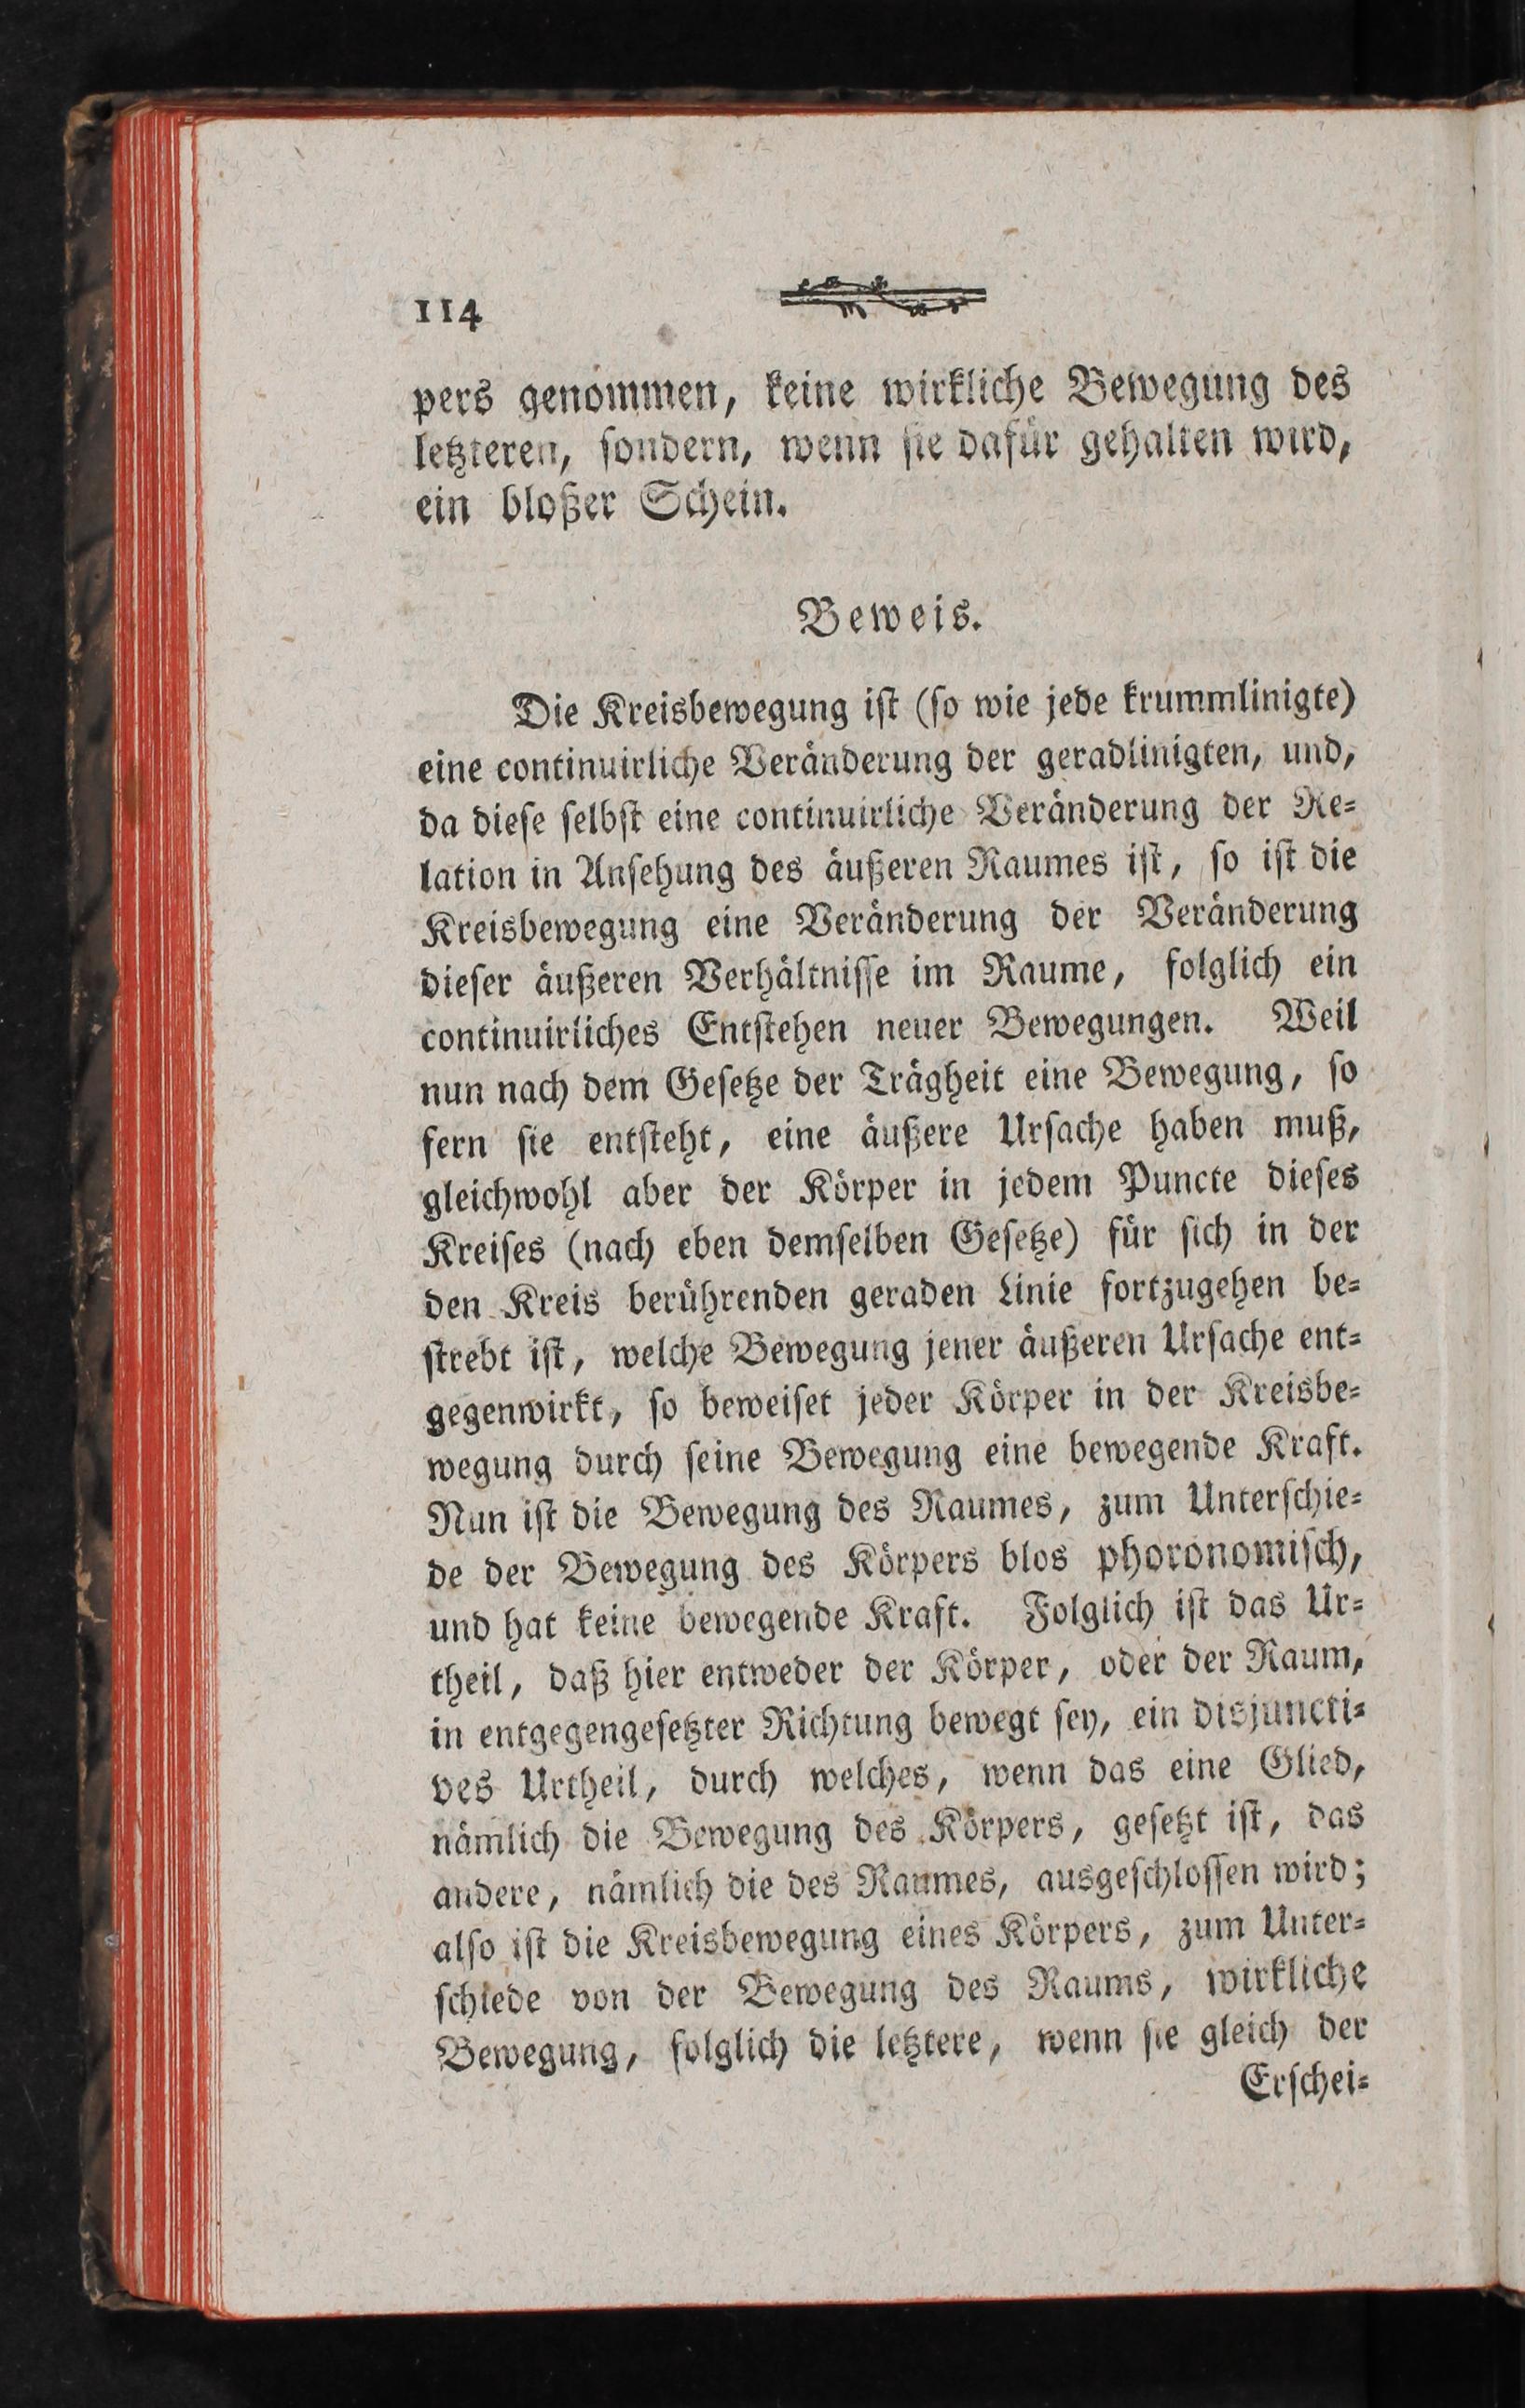 114
pers genommen, keine wirkliche Bewegung des
letzteren, sondern, wenn sie dafür gehalten wird,
ein bloßer Schein.
Beweis.
Die Kreisbewegung ist (so wie jede krummlinigte)
eine continuirliche Veränderung der geradlinigten, und,
da diese selbst eine continuirliche Veränderung der Re-
lation in Ansehung des äußeren Raumes ist, so ist die
Kreisbewegung eine Veränderung der Veränderung
dieser äußeren Verhältnisse im Raume, folglich ein
continuirliches Entstehen neuer Bewegungen. Weil
nun nach dem Gesetze der Trägheit eine Bewegung, so
fern sie entsteht, eine äußere Ursache haben muß,
gleichwohl aber der Körper in jedem Puncte dieses
Kreises (nach eben demselben Gesetze) für sich in der
den Kreis berührenden geraden Linie fortzugehen be-
strebt ist, welche Bewegung jener äußeren Ursache ent-
gegenwirkt, so beweiset jeder Körper in der Kreisbe-
wegung durch seine Bewegung eine bewegende Kraft.
Nun ist die Bewegung des Raumes, zum Unterschie-
de der Bewegung des Körpers blos phoronomisch,
und hat keine bewegende Kraft. Folglich ist das Ur-
theil, daß hier entweder der Körper, oder der Raum,
in entgegengesetzter Richtung bewegt sey, ein disjuncti-
ves Urtheil, durch welches, wenn das eine Glied,
nämlich die Bewegung des Körpers, gesetzt ist, das
andere, nämlich die des Raumes, ausgeschlossen wird;
also ist die Kreisbewegung eines Körpers, zum Unter-
schiede von der Bewegung des Raums, wirkliche
Bewegung, folglich die letztere, wenn sie gleich der
Erschei-